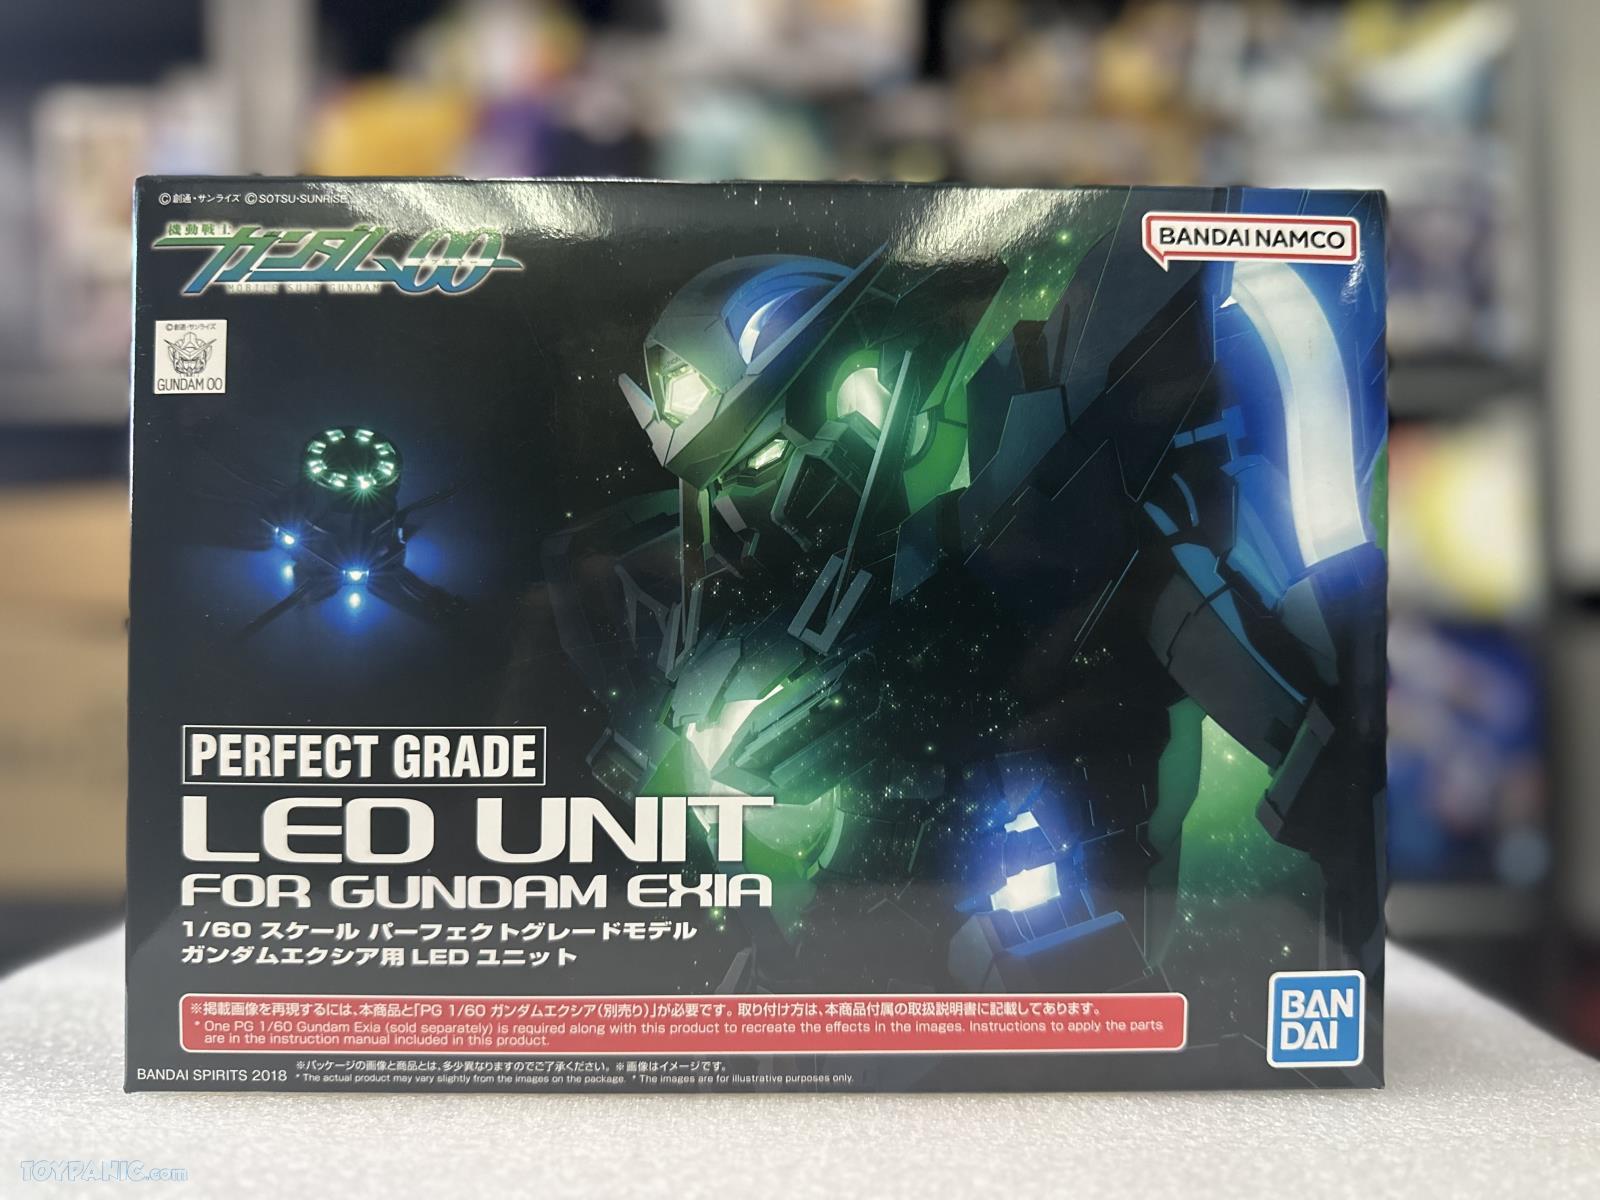 ©創通・サンライズ ©SOTSU・SUNRISE
機動戦士
ガンダム00
MOBILE SUIT GUNDAM
BANDAI NAMCO
©創通・サンライズ
GUNDAM 00
PERFECT GRADE
LED UNIT
FOR GUNDAM EXIA
1/60 スケール パーフェクトグレードモデル
ガンダムエクシア用 LED ユニット
※掲載画像を再現するには、本商品と「PG 1/60 ガンダムエクシア(別売り)」が必要です。取り付け方は、本商品付属の取扱説明書に記載してあります。
* One PG 1/60 Gundam Exia (sold separately) is required along with this product to recreate the effects in the images. Instructions to apply the parts
are in the instruction manual included in this product.
BAN
DAI
BANDAI SPIRITS 2018
※パッケージの画像と商品とは、多少異なりますのでご了承ください。※画像はイメージです。
* The actual product may vary slightly from the images on the package. * The images are for illustrative purposes only.
TOYPANIC.com